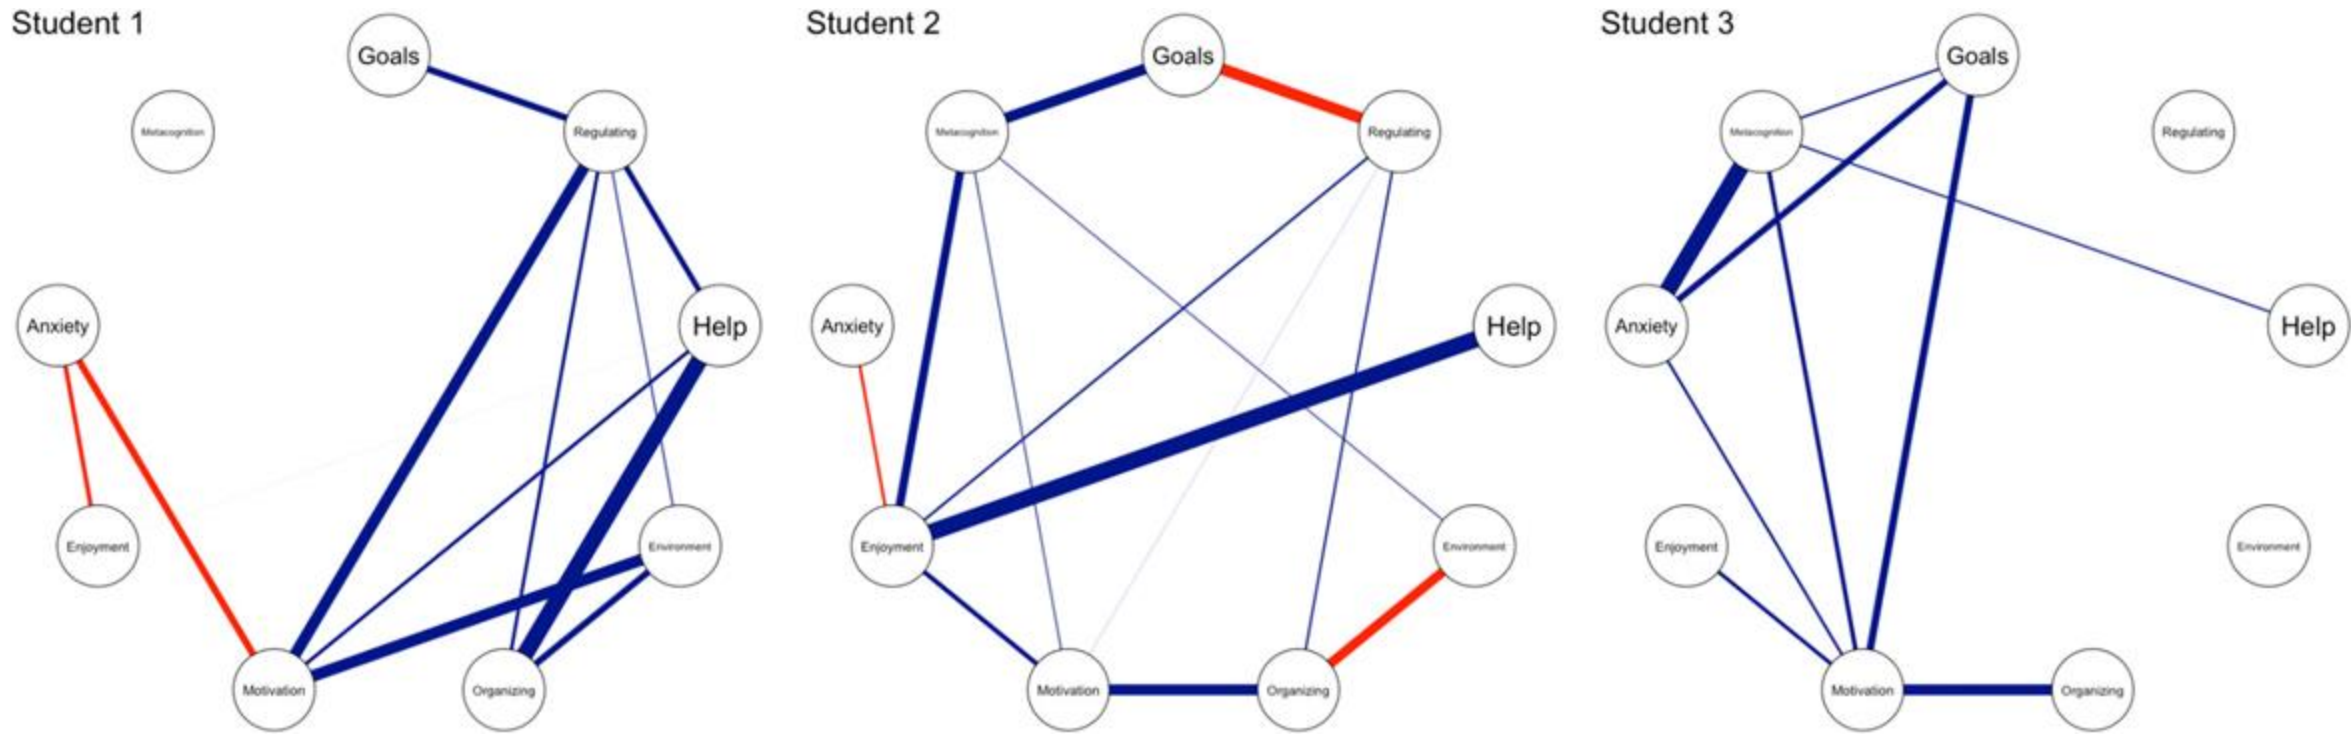 Student 1
Goals
Metacognition
Regulating
Anxiety
Help
Enjoyment
Environment
Motivation
Organizing
Student 2
Goals
Metacognition
Regulating
Anxiety
Help
Enjoyment
Environment
Motivation
Organizing
Student 3
Goals
Metacognition
Regulating
Anxiety
Help
Enjoyment
Environment
Motivation
Organizing